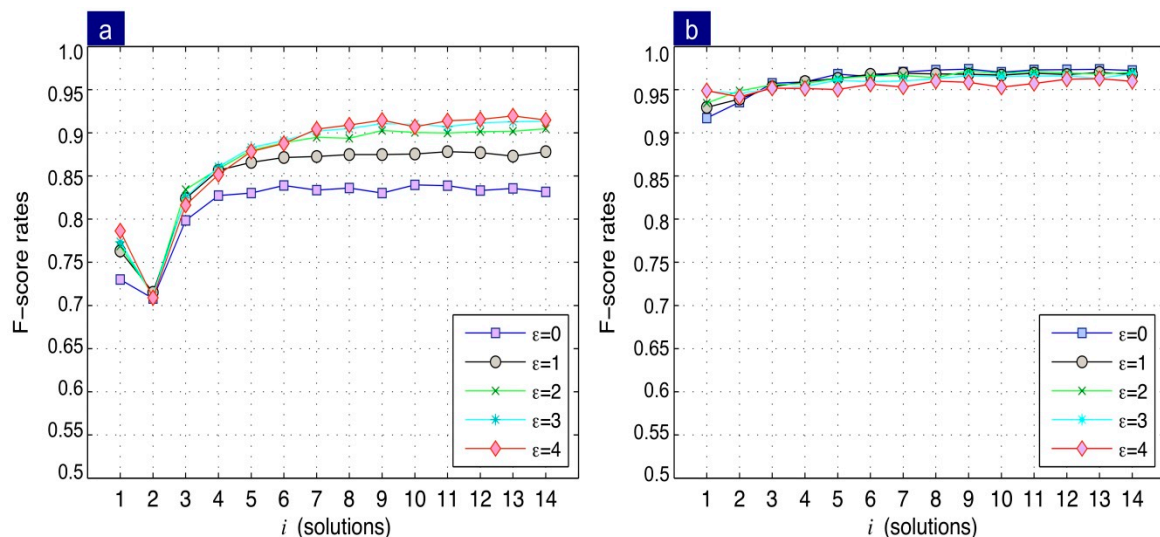 a
1.0
0.95
0.9
0.85
0.8
0.75
0.7
0.65
0.6
0.55
0.5
F-score rates
1 2 3 4 5 6 7 8 9 10 11 12 13 14
i (solutions)
ε=0
ε=1
ε=2
ε=3
ε=4
b
1.0
0.95
0.9
0.85
0.8
0.75
0.7
0.65
0.6
0.55
0.5
F-score rates
1 2 3 4 5 6 7 8 9 10 11 12 13 14
i (solutions)
ε=0
ε=1
ε=2
ε=3
ε=4